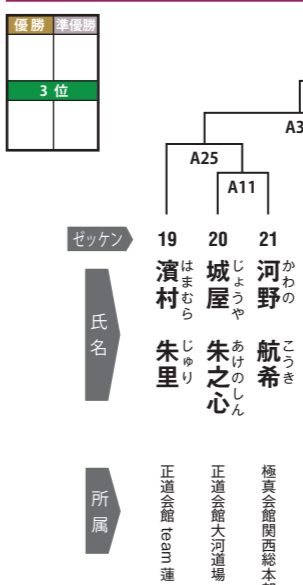 優勝 準優勝
3 位
A3
A25
A11
ゼッケン 19 20 21
氏名
濱村 朱里
はまむら じゅり
城屋 朱之心
じょうや あけのしん
河野 航希
かわの こうき
所属
正道会館 team 蓮
正道会館大河道場
極真会館関西総本部